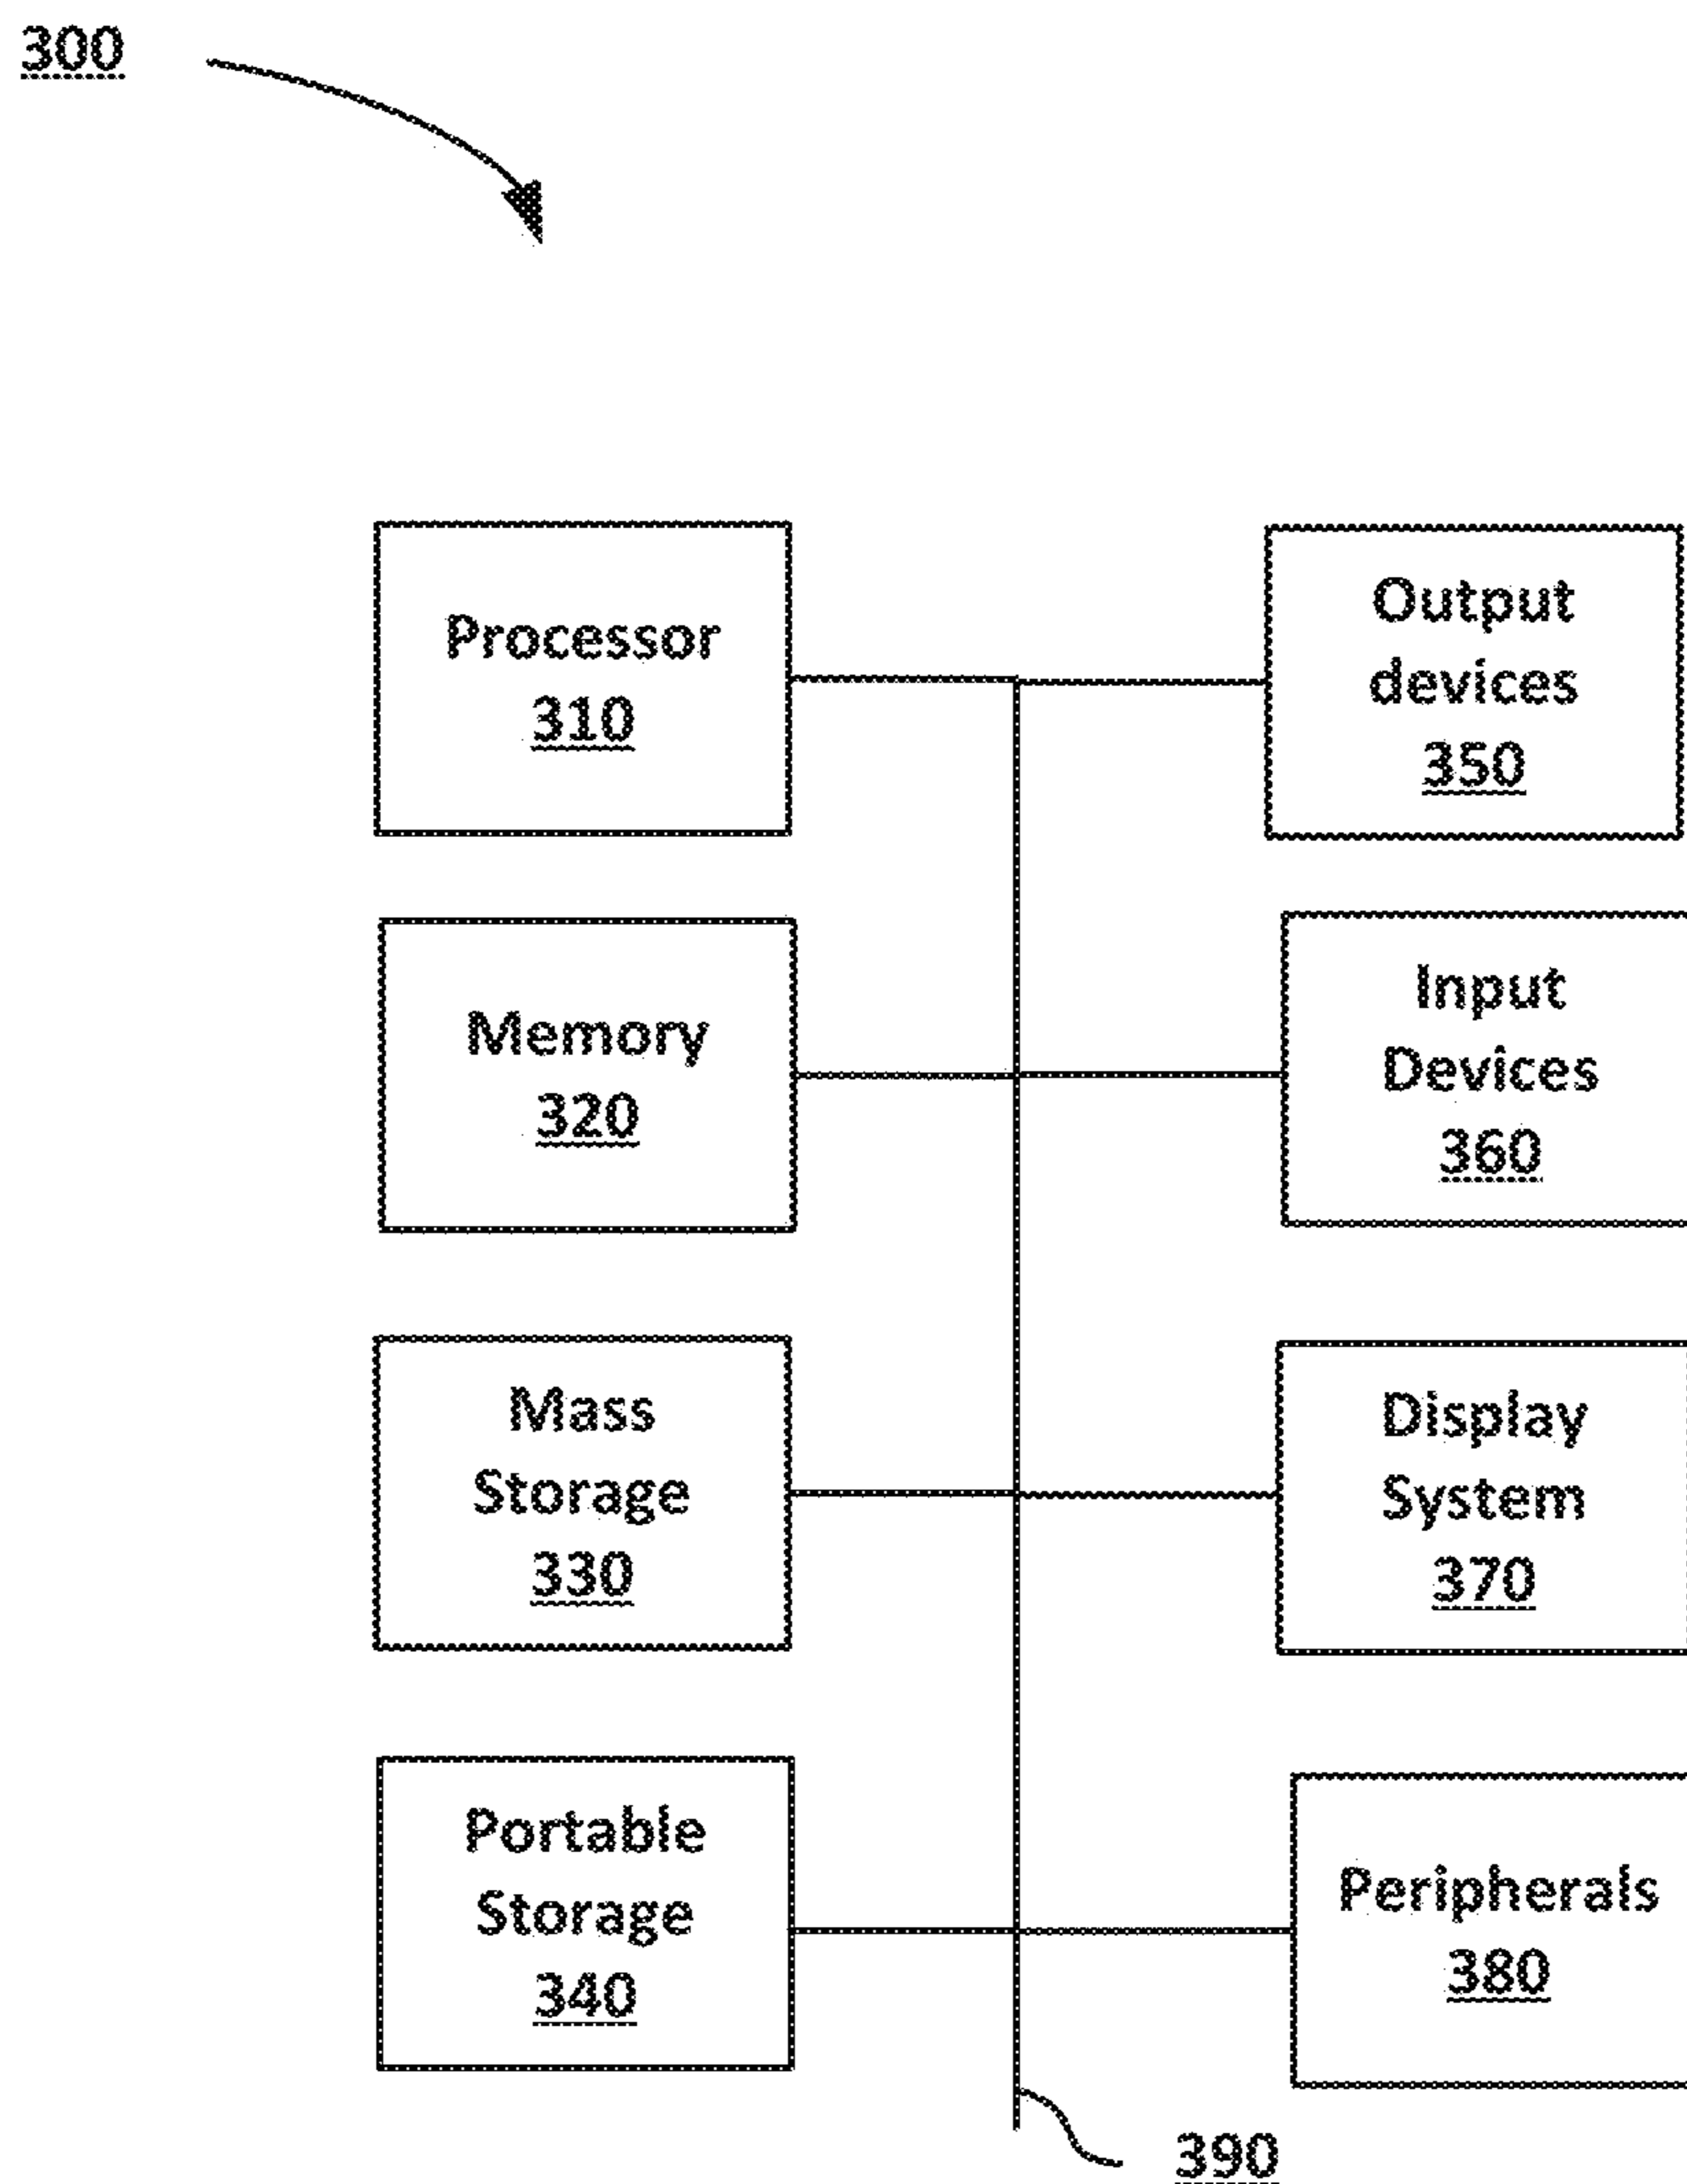 300
Processor
310
Output
devices
350
Memory
320
Input
Devices
360
Mass
Storage
330
Display
System
370
Portable
Storage
340
Peripherals
380
390